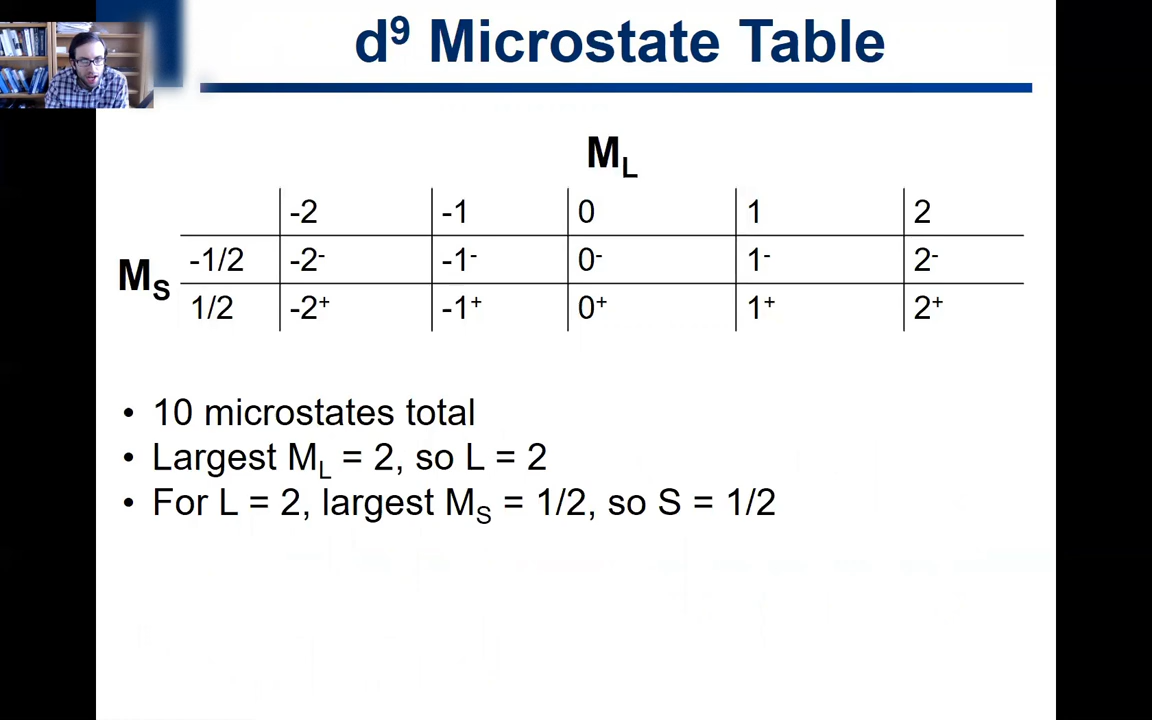 d⁹ Microstate Table
M_L
-2 -1 0 1 2
M_S
-1/2 -2⁻ -1⁻ 0⁻ 1⁻ 2⁻
1/2 -2⁺ -1⁺ 0⁺ 1⁺ 2⁺
• 10 microstates total
• Largest M_L = 2, so L = 2
• For L = 2, largest M_S = 1/2, so S = 1/2